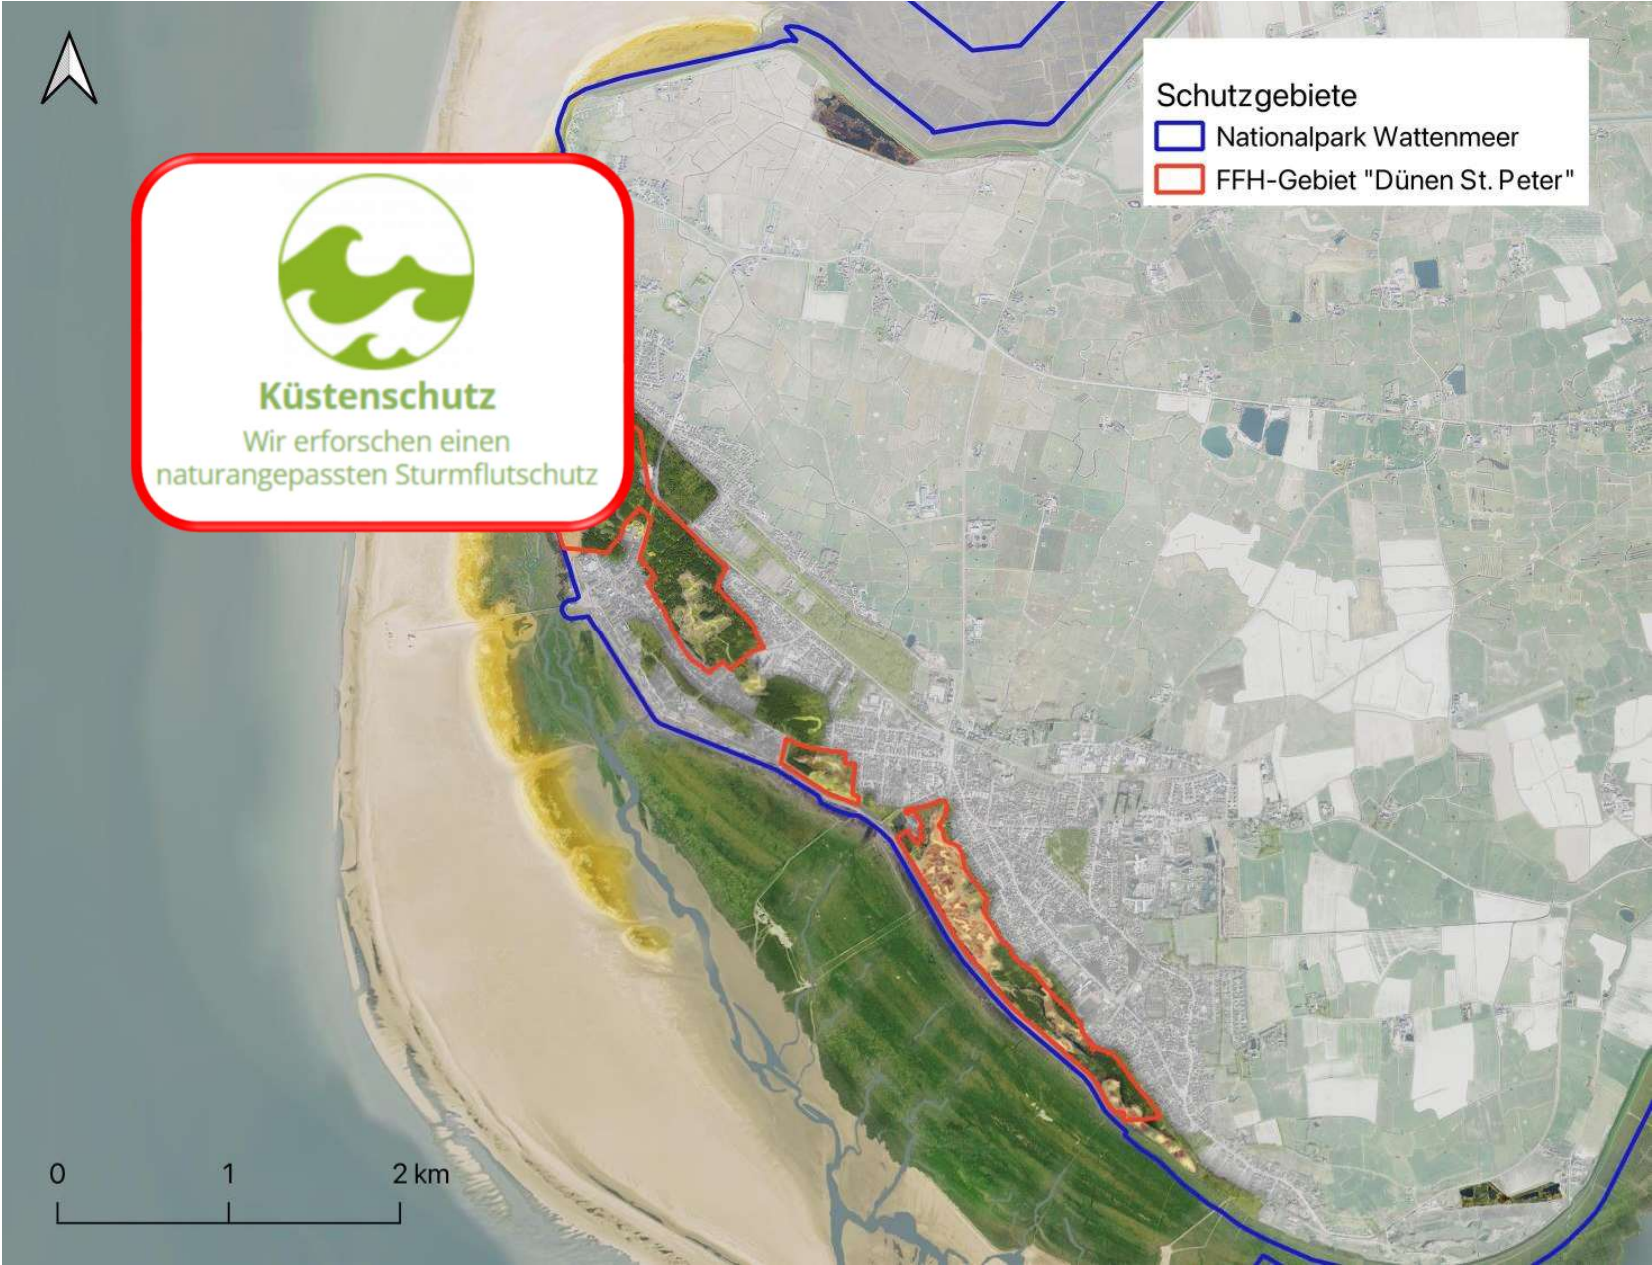 Schutzgebiete
Nationalpark Wattenmeer
FFH-Gebiet "Dünen St. Peter"
Küstenschutz
Wir erforschen einen
naturangepassten Sturmflutschutz
0 1 2 km